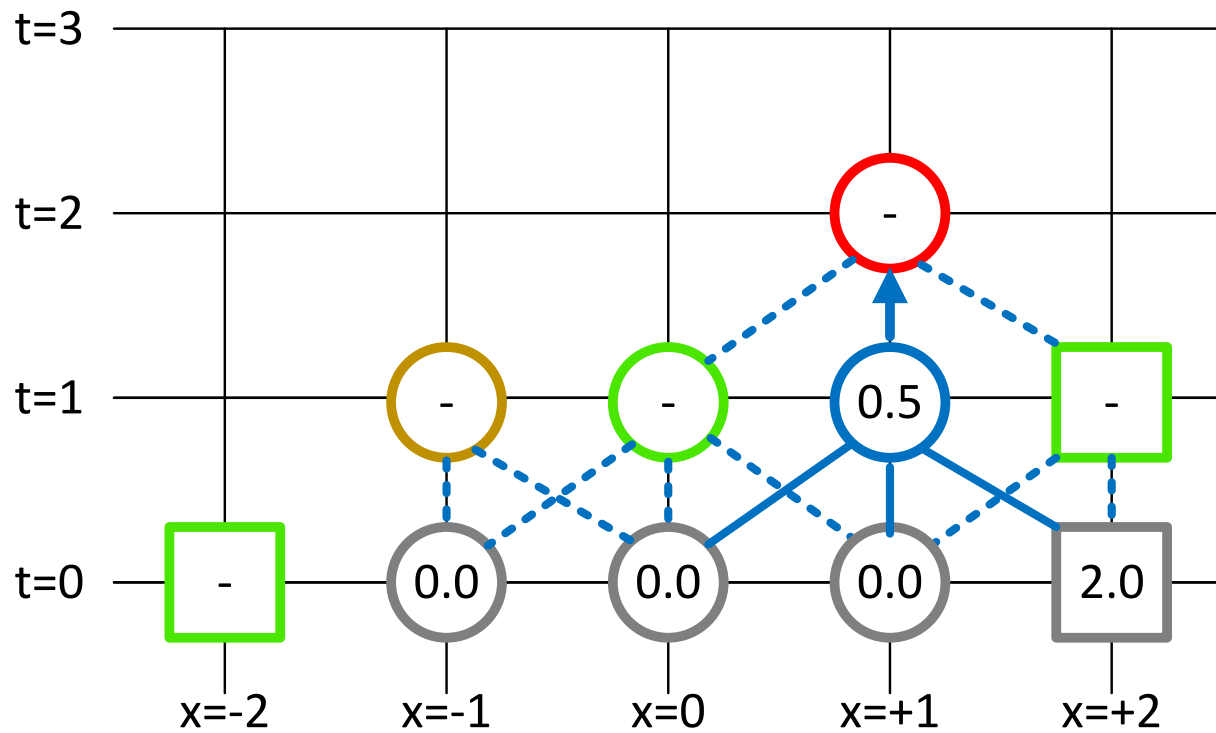 t=3
t=2
-
t=1
-
-
0.5
-
t=0
-
0.0
0.0
0.0
2.0
x=-2
x=-1
x=0
x=+1
x=+2